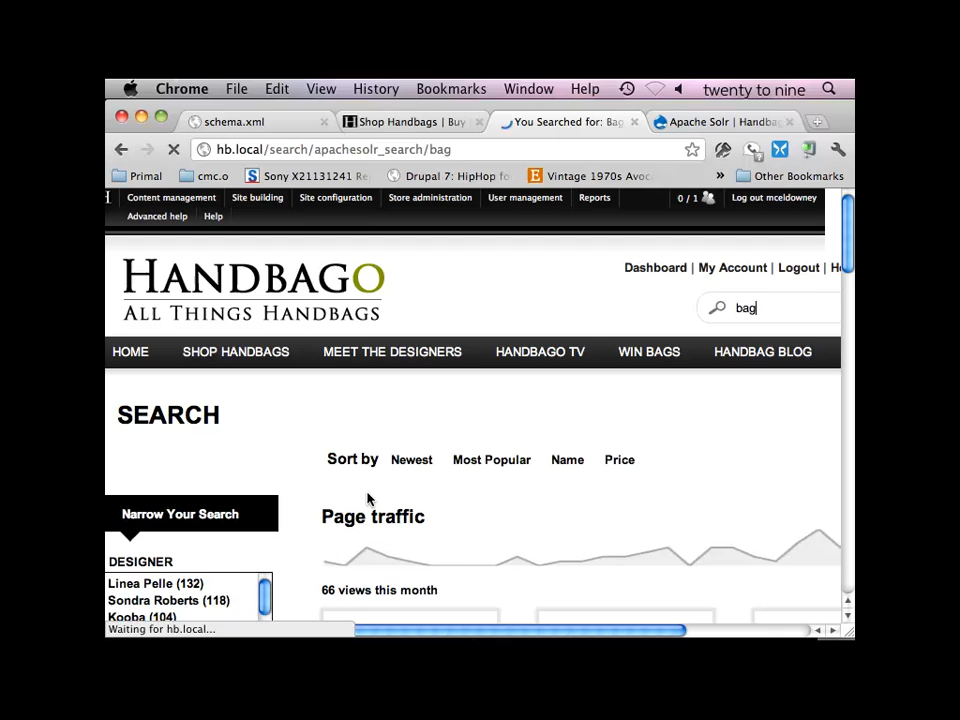 Chrome File Edit View History Bookmarks Window Help twenty to nine
schema.xml Shop Handbags | Buy You Searched for: Bag Apache Solr | Handbag
hb.local/search/apachesolr_search/bag
Primal cmc.o Sony X21131241 Re Drupal 7: HipHop fo Vintage 1970s Avoc » Other Bookmarks
Content management Site building Site configuration Store administration User management Reports 0 / 1 Log out mceldowney
Advanced help Help
HANDBAGO
ALL THINGS HANDBAGS
Dashboard | My Account | Logout | He
bag
HOME SHOP HANDBAGS MEET THE DESIGNERS HANDBAGO TV WIN BAGS HANDBAG BLOG
SEARCH
Sort by Newest Most Popular Name Price
Narrow Your Search
Page traffic
66 views this month
DESIGNER
Linea Pelle (132)
Sondra Roberts (118)
Kooba (104)
Waiting for hb.local...